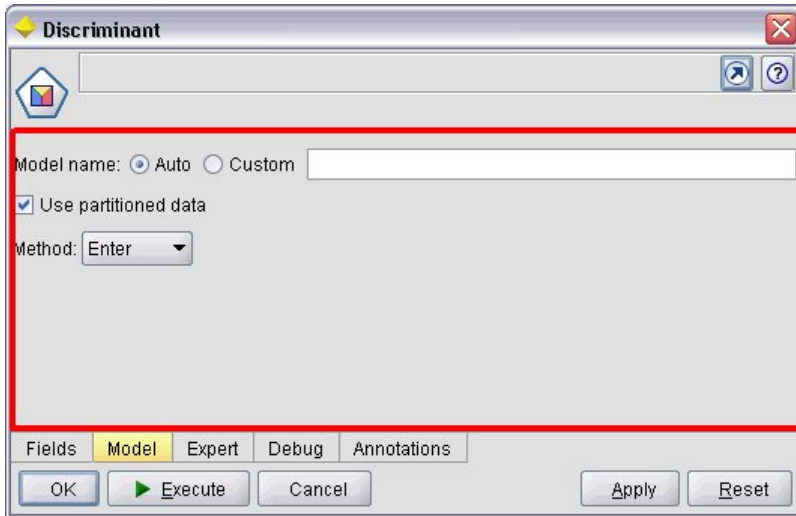 Discriminant
Model name: Auto Custom
Use partitioned data
Method: Enter
Fields Model Expert Debug Annotations
OK Execute Cancel Apply Reset